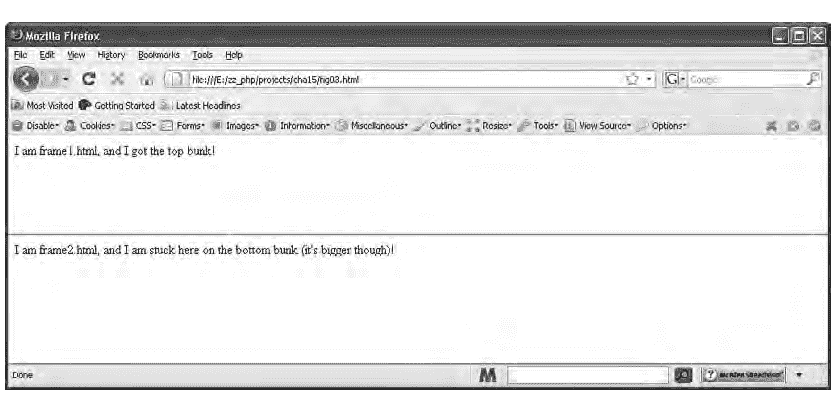 Mozilla Firefox
File Edit View History Bookmarks Tools Help
file:///E:/zz_php/projects/cha15/fig03.html
G Google
Most Visited Getting Started Latest Headlines
Disable Cookies CSS Forms Images Information Miscellaneous Outline Resize Tools View Source Options
I am frame1.html, and I got the top bunk!
I am frame2.html, and I am stuck here on the bottom bunk (it's bigger though)!
Done M ?